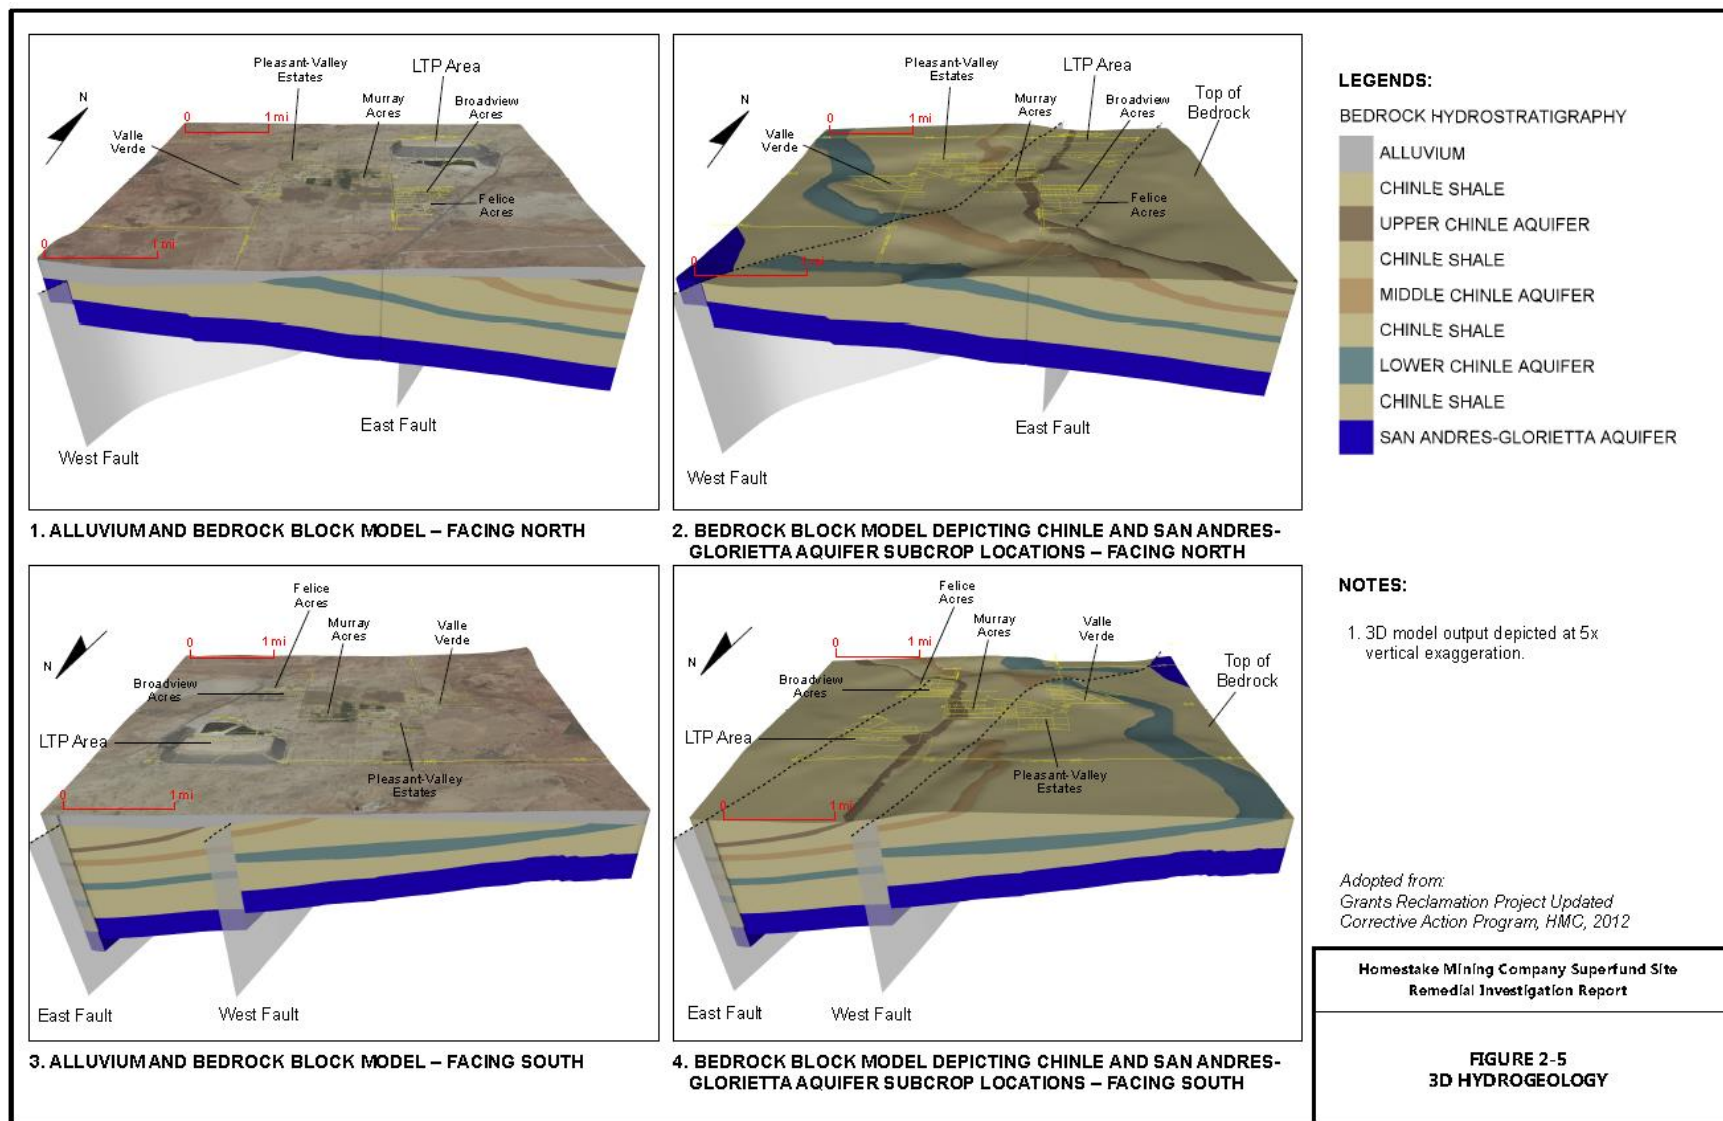 Pleasant-Valley
Estates
LTP Area
N
Murray
Acres
Broadview
Acres
0
1 mi
Valle
Verde
Felice
Acres
0
1 mi
East Fault
West Fault
1. ALLUVIUM AND BEDROCK BLOCK MODEL – FACING NORTH
Pleasant-Valley
Estates
LTP Area
N
Murray
Acres
Broadview
Acres
Top of
Bedrock
0
1 mi
Valle
Verde
Felice
Acres
0
1 mi
East Fault
West Fault
2. BEDROCK BLOCK MODEL DEPICTING CHINLE AND SAN ANDRES-
GLORIETTA AQUIFER SUBCROP LOCATIONS – FACING NORTH
LEGENDS:
BEDROCK HYDROSTRATIGRAPHY
ALLUVIUM
CHINLE SHALE
UPPER CHINLE AQUIFER
CHINLE SHALE
MIDDLE CHINLE AQUIFER
CHINLE SHALE
LOWER CHINLE AQUIFER
CHINLE SHALE
SAN ANDRES-GLORIETTA AQUIFER
Felice
Acres
Murray
Acres
Valle
Verde
0
1 mi
N
Broadview
Acres
LTP Area
Pleasant-Valley
Estates
0
1 mi
East Fault
West Fault
3. ALLUVIUM AND BEDROCK BLOCK MODEL – FACING SOUTH
Felice
Acres
Murray
Acres
Valle
Verde
0
1 mi
N
Broadview
Acres
Top of
Bedrock
LTP Area
Pleasant-Valley
Estates
0
1 mi
East Fault
West Fault
4. BEDROCK BLOCK MODEL DEPICTING CHINLE AND SAN ANDRES-
GLORIETTA AQUIFER SUBCROP LOCATIONS – FACING SOUTH
NOTES:
1. 3D model output depicted at 5x
vertical exaggeration.
Adopted from:
Grants Reclamation Project Updated
Corrective Action Program, HMC, 2012
Homestake Mining Company Superfund Site
Remedial Investigation Report
FIGURE 2-5
3D HYDROGEOLOGY